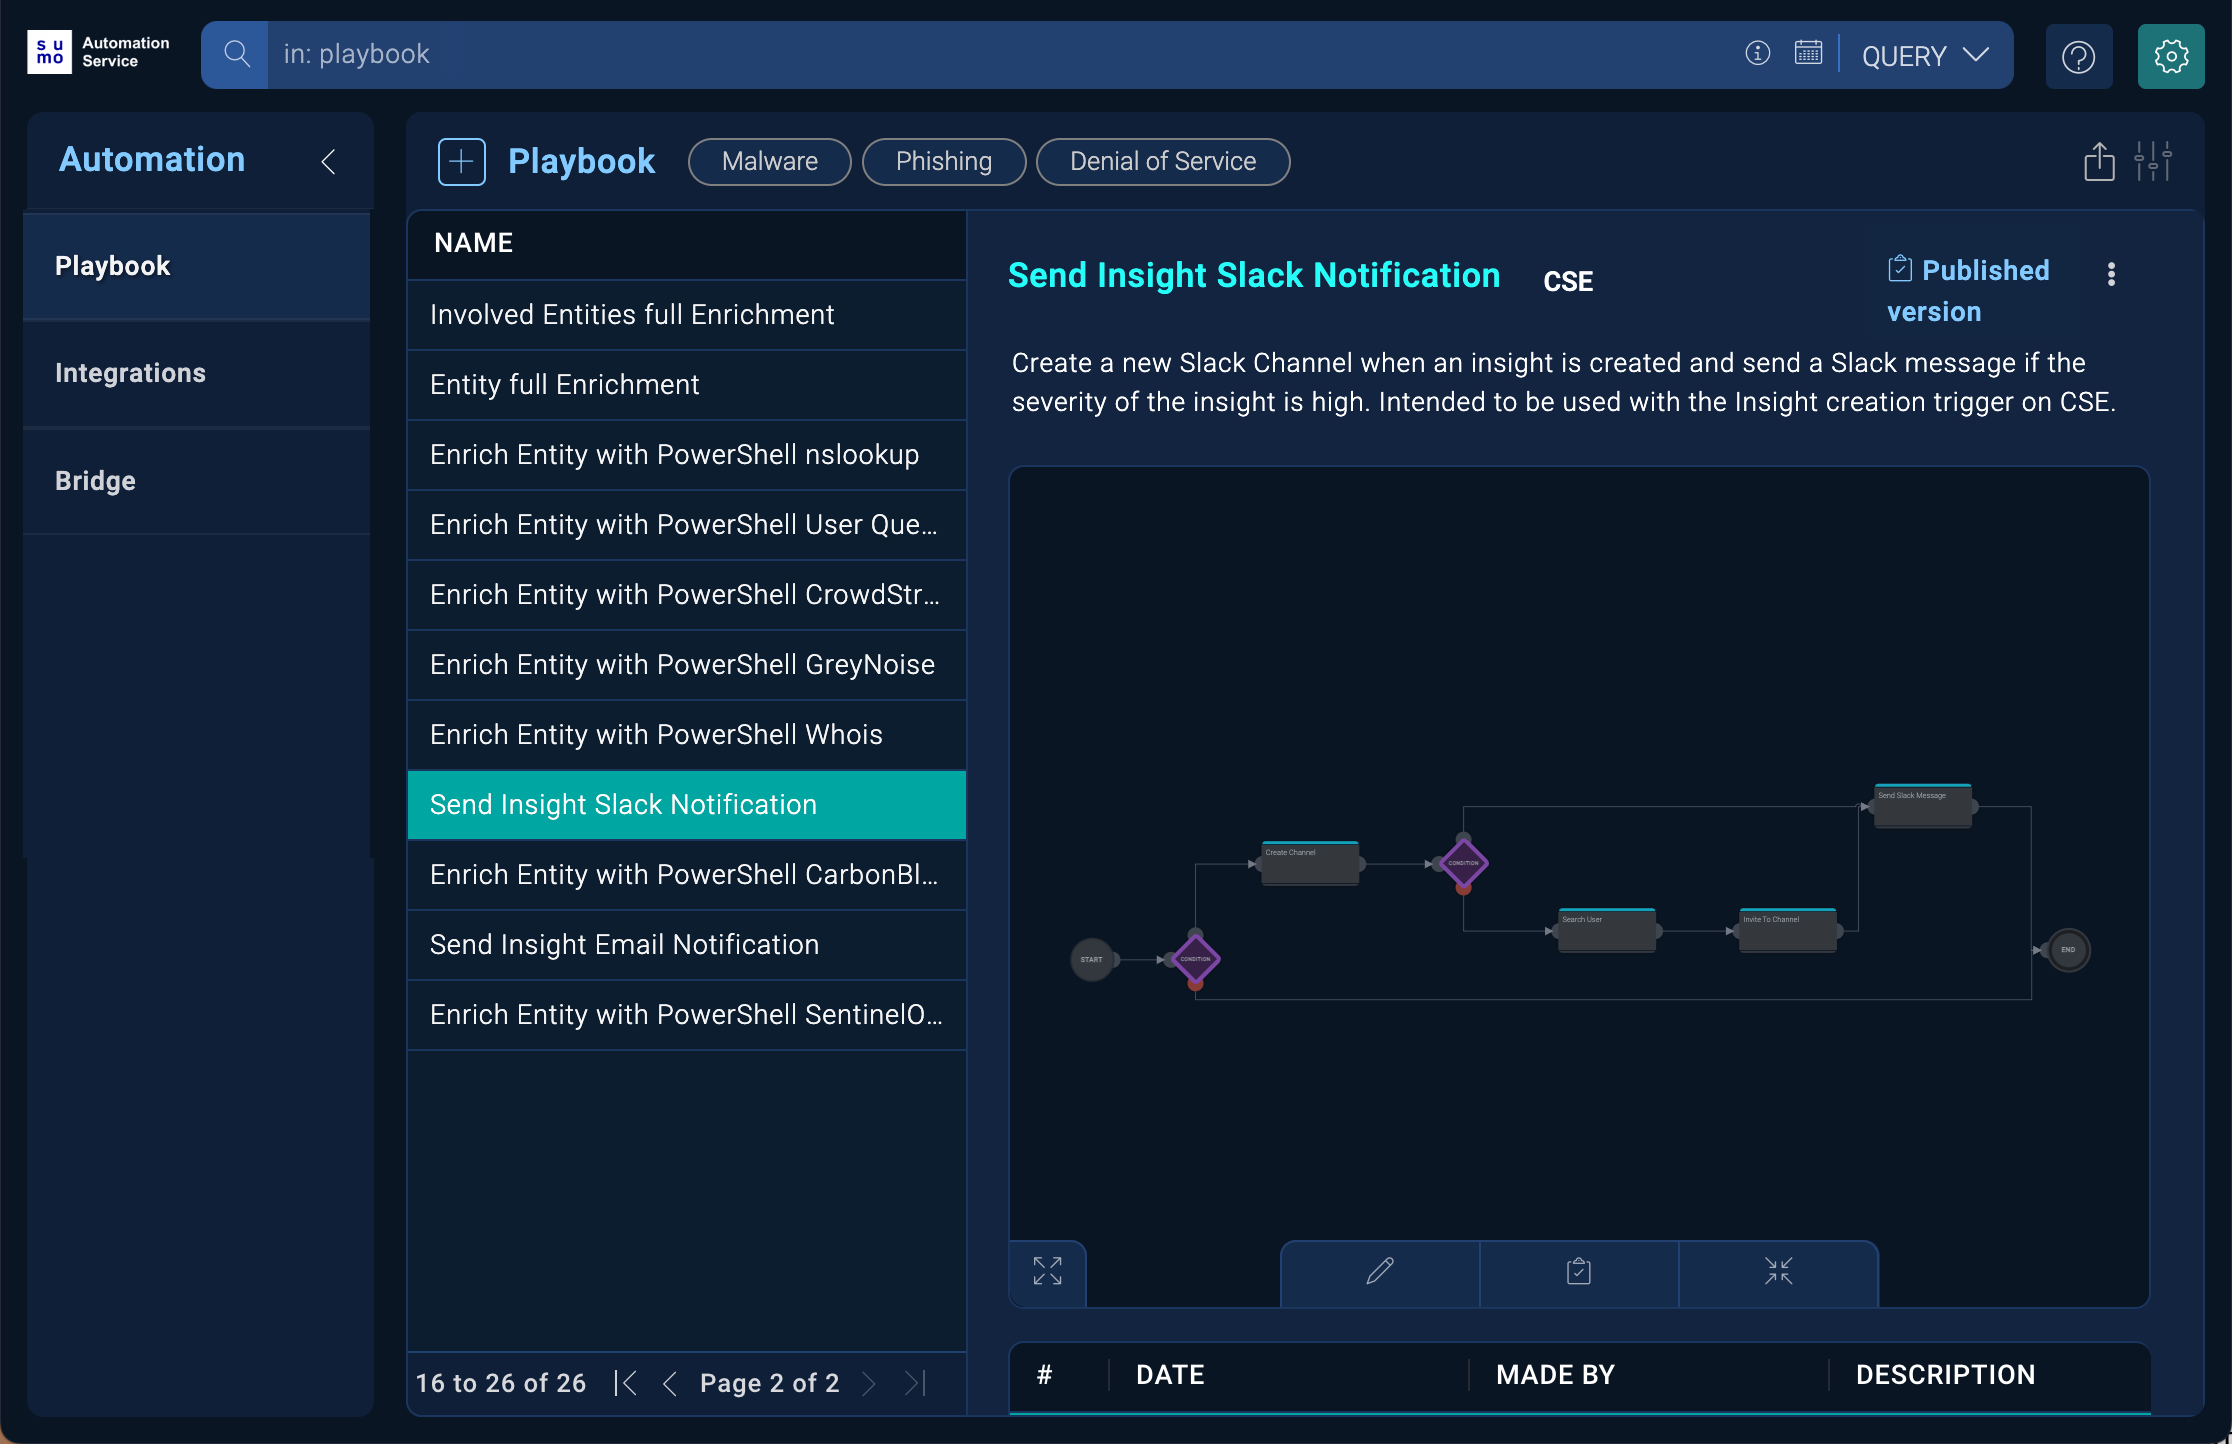 su
mo
Automation
Service
in: playbook
QUERY
Automation
Playbook
Integrations
Bridge
Playbook
Malware
Phishing
Denial of Service
NAME
Involved Entities full Enrichment
Entity full Enrichment
Enrich Entity with PowerShell nslookup
Enrich Entity with PowerShell User Que...
Enrich Entity with PowerShell CrowdStr...
Enrich Entity with PowerShell GreyNoise
Enrich Entity with PowerShell Whois
Send Insight Slack Notification
Enrich Entity with PowerShell CarbonBl...
Send Insight Email Notification
Enrich Entity with PowerShell SentinelO...
16 to 26 of 26
Page 2 of 2
Send Insight Slack Notification CSE
Published
version
Create a new Slack Channel when an insight is created and send a Slack message if the
severity of the insight is high. Intended to be used with the Insight creation trigger on CSE.
Send Slack Message
Create Channel
CONDITION
Search User
Invite To Channel
START
CONDITION
END
# DATE MADE BY DESCRIPTION